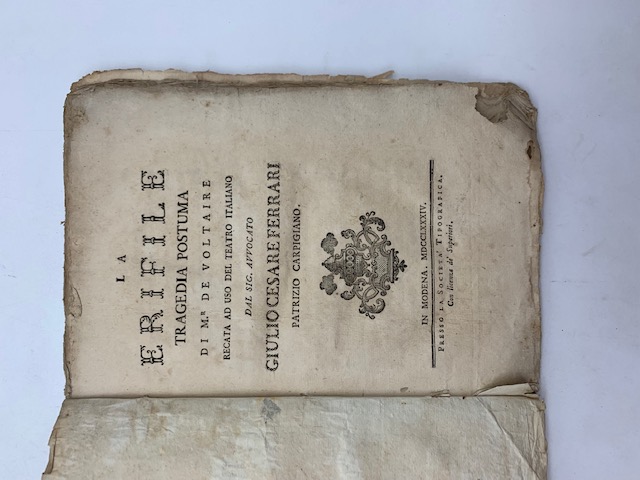 LA
ERIFILE
TRAGEDIA POSTUMA
DI M.R DE VOLTAIRE
RECATA AD USO DEL TEATRO ITALIANO
DAL SIG. AVVOCATO
GIULIO CESARE FERRARI
PATRIZIO CARPIGIANO.
IN MODENA. MDCCLXXXIV.
PRESSO LA SOCIETA' TIPOGRAFICA.
Con licenza de' Superiori.